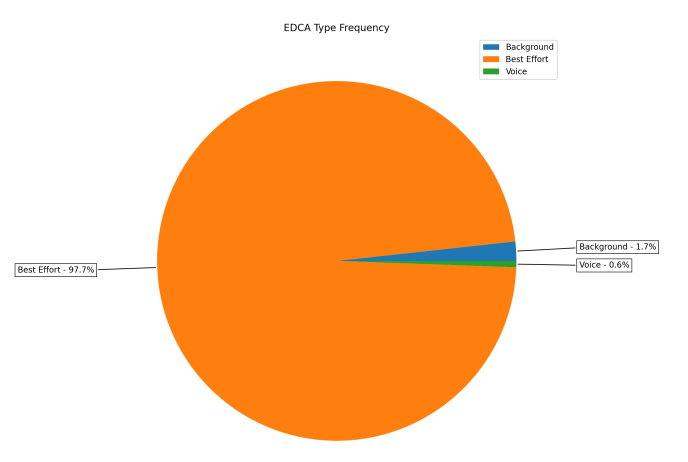 EDCA Type Frequency
Background
Best Effort
Voice
Background - 1.7%
Voice - 0.6%
Best Effort - 97.7%